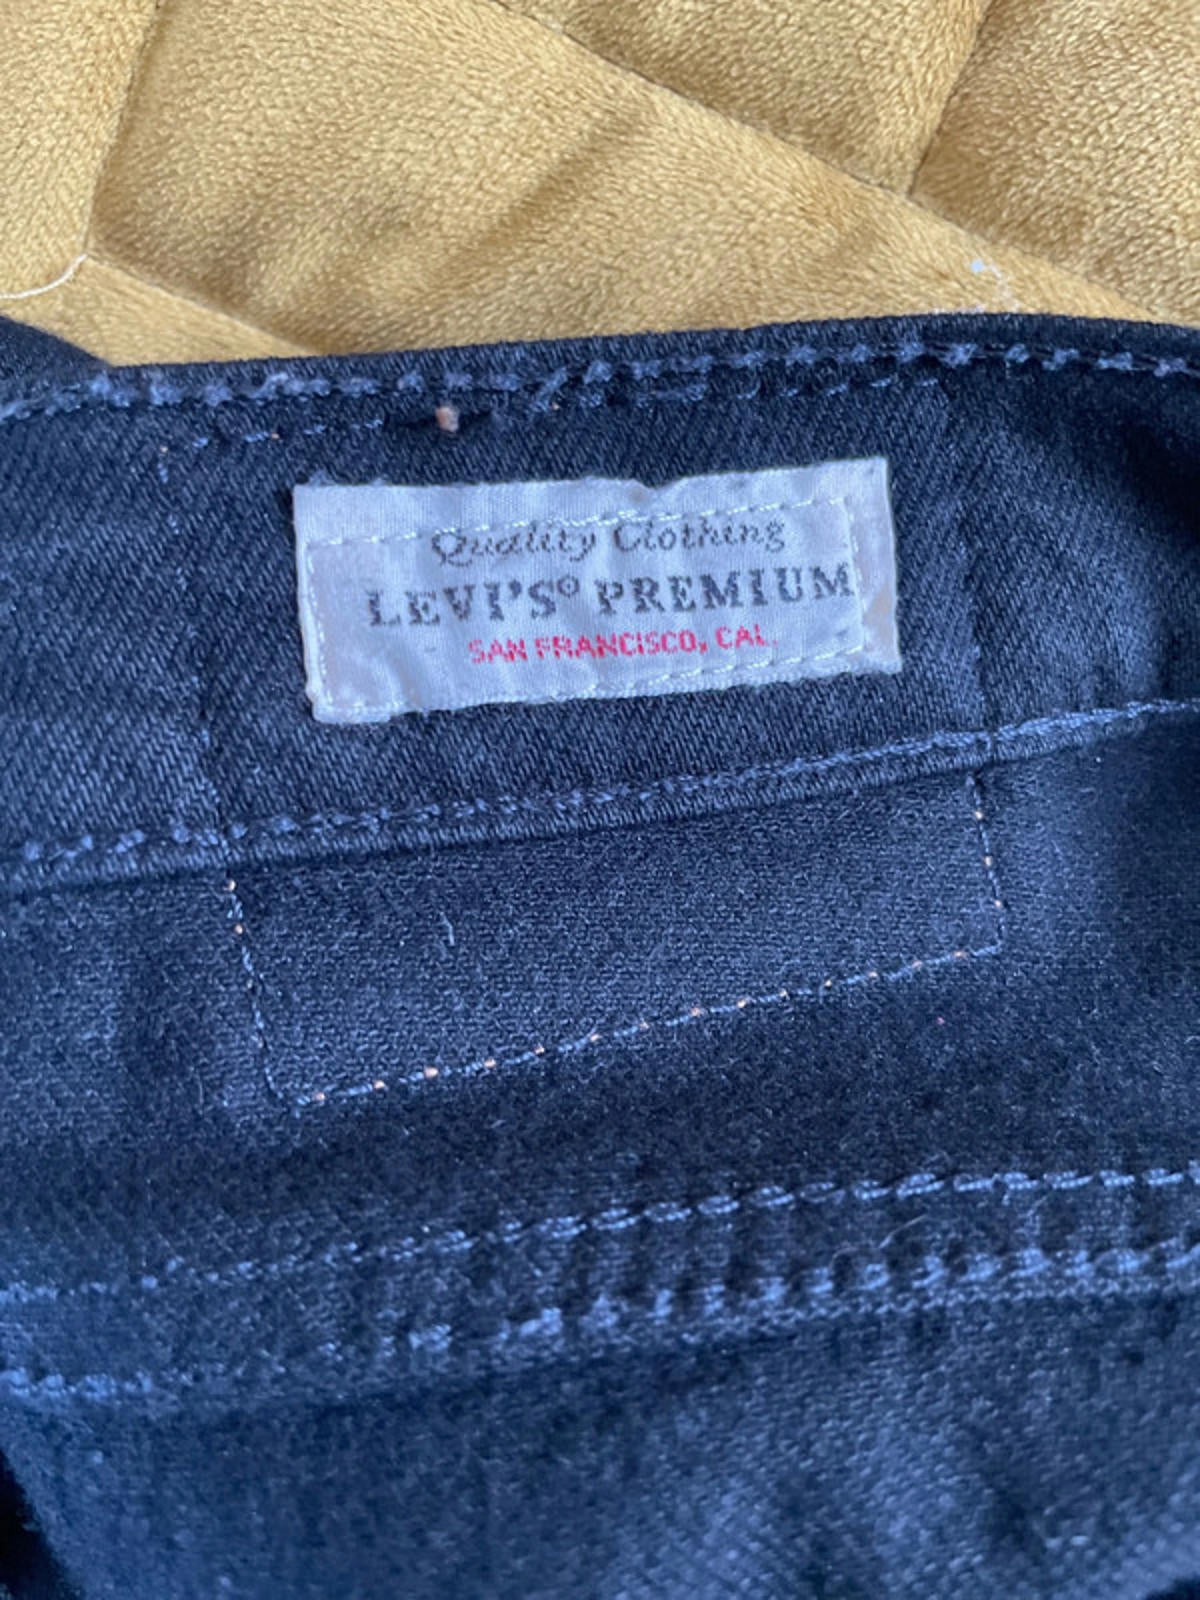 Quality Clothing
LEVI'S® PREMIUM
SAN FRANCISCO, CAL.